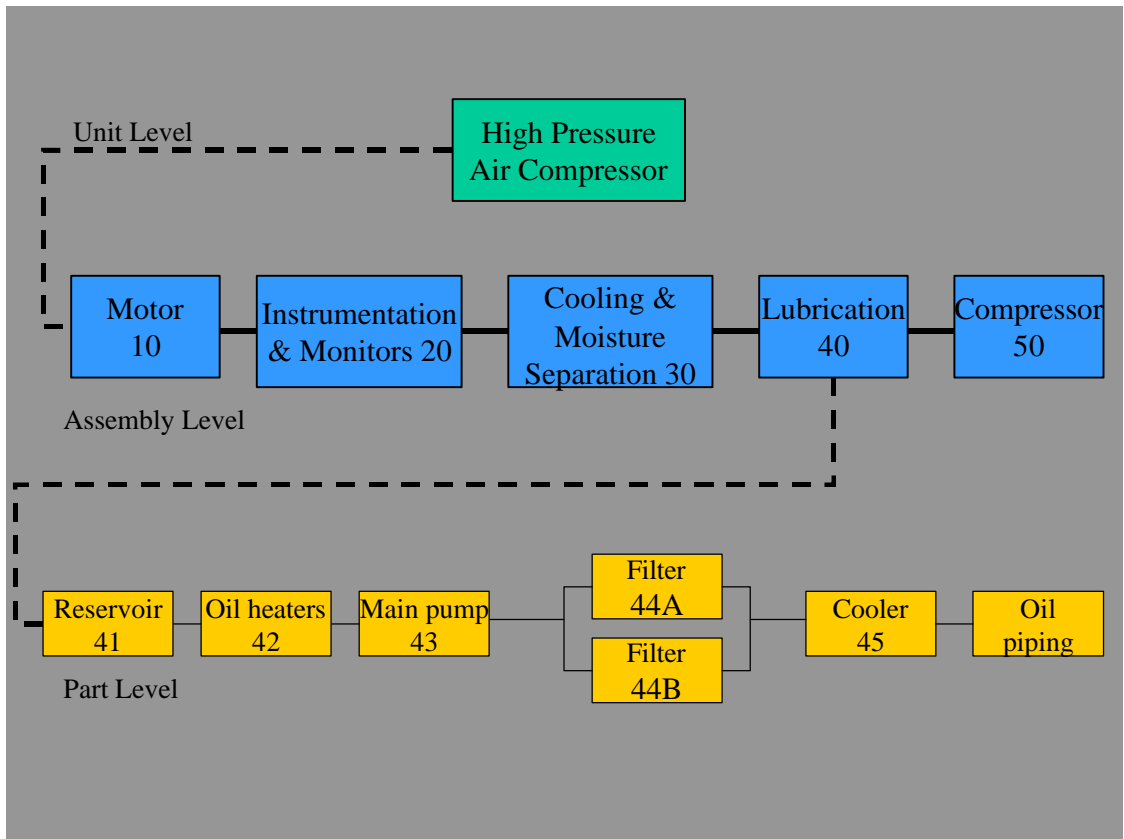 Unit Level
High Pressure
Air Compressor
Motor
10
Instrumentation
& Monitors 20
Cooling &
Moisture
Separation 30
Lubrication
40
Compressor
50
Assembly Level
Reservoir
41
Oil heaters
42
Main pump
43
Filter
44A
Filter
44B
Cooler
45
Oil
piping
Part Level